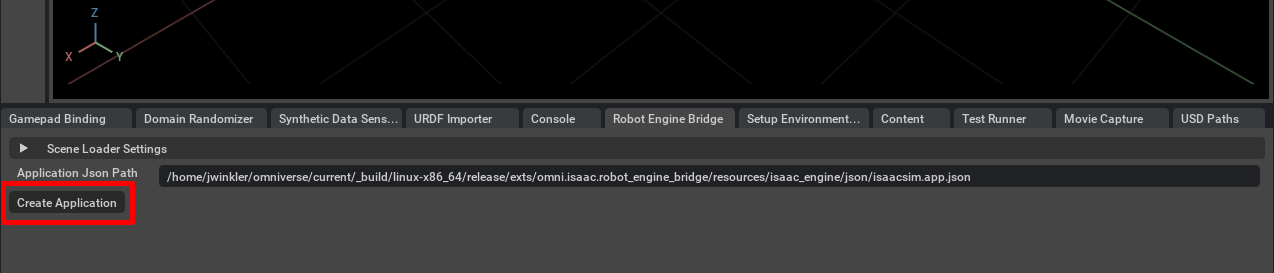 Z
X
Y
Gamepad Binding Domain Randomizer Synthetic Data Sens... URDF Importer Console Robot Engine Bridge Setup Environment... Content Test Runner Movie Capture USD Paths
Scene Loader Settings
Application Json Path /home/jwinkler/omniverse/current/_build/linux-x86_64/release/exts/omni.isaac.robot_engine_bridge/resources/isaac_engine/json/isaacsim.app.json
Create Application